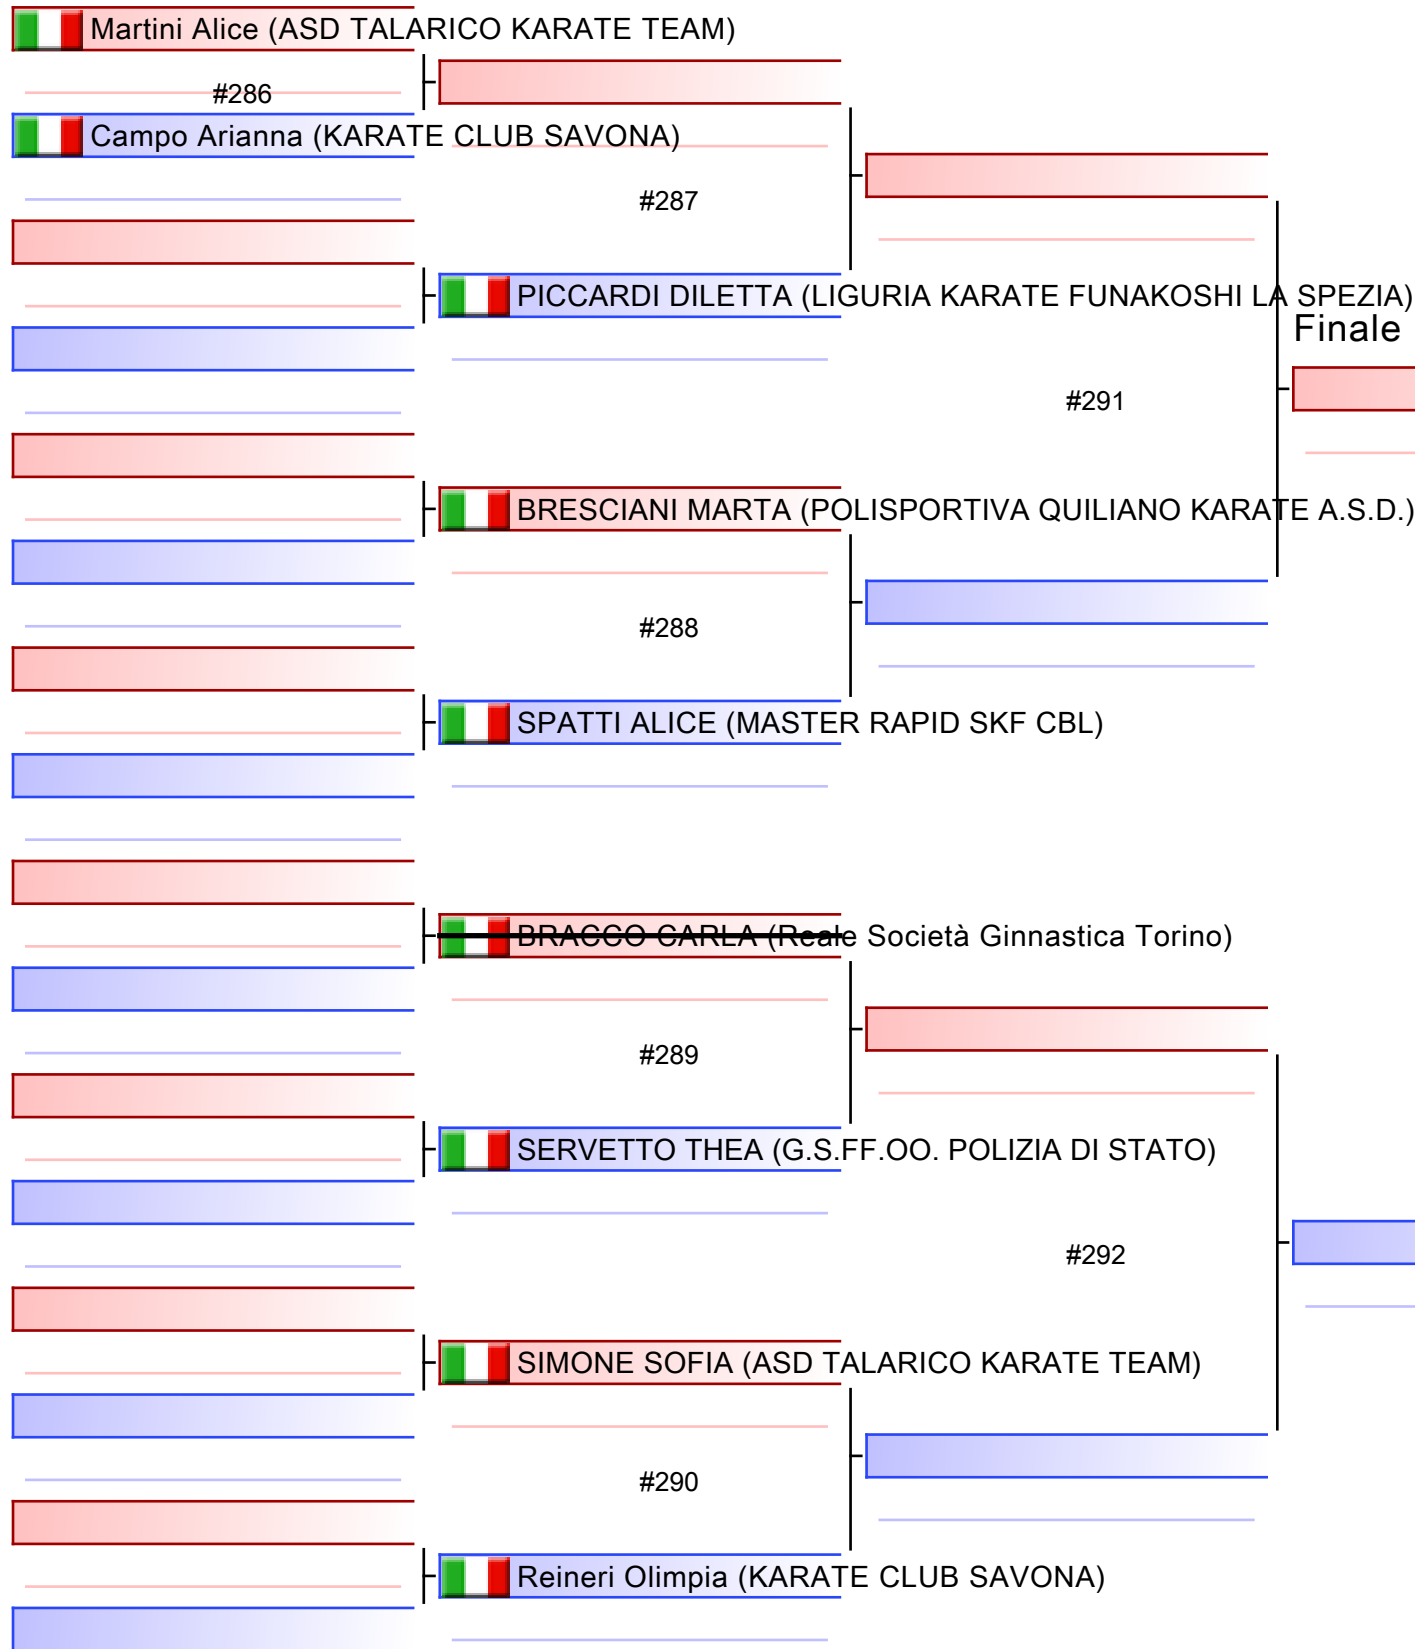 Martini Alice (ASD TALARICO KARATE TEAM)
#286
Campo Arianna (KARATE CLUB SAVONA)
#287
PICCARDI DILETTA (LIGURIA KARATE FUNAKOSHI LA SPEZIA)
Finale
#291
BRESCIANI MARTA (POLISPORTIVA QUILIANO KARATE A.S.D.)
#288
SPATTI ALICE (MASTER RAPID SKF CBL)
BRACCO CARLA (Reale Società Ginnastica Torino)
#289
SERVETTO THEA (G.S.FF.OO. POLIZIA DI STATO)
#292
SIMONE SOFIA (ASD TALARICO KARATE TEAM)
#290
Reineri Olimpia (KARATE CLUB SAVONA)